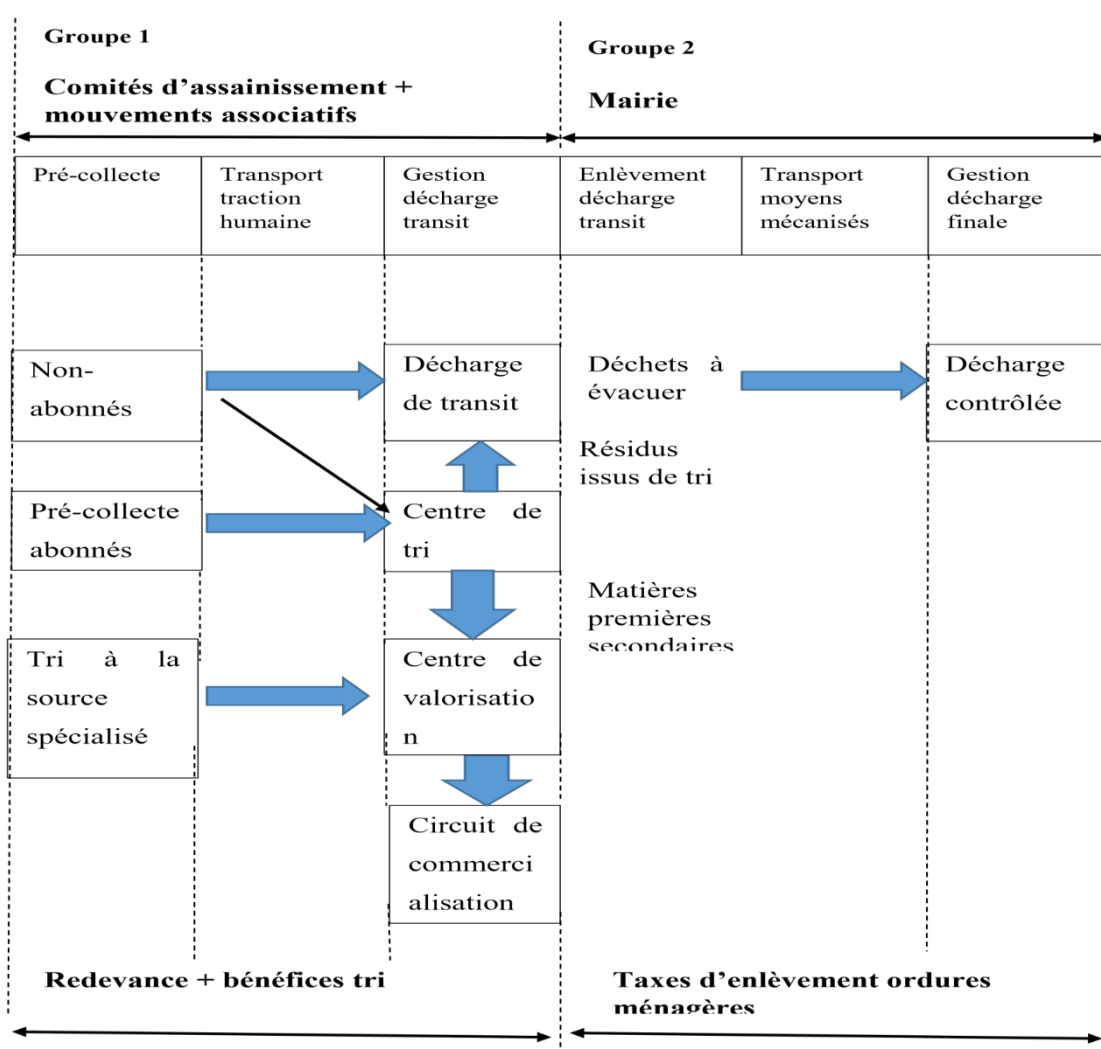 Groupe 1
Comités d’assainissement +
mouvements associatifs
Groupe 2
Mairie
Pré-collecte
Transport
traction
humaine
Gestion
décharge
transit
Enlèvement
décharge
transit
Transport
moyens
mécanisés
Gestion
décharge
finale
Non-
abonnés
Décharge
de transit
Déchets à
évacuer
Décharge
contrôlée
Résidus
issus de tri
Pré-collecte
abonnés
Centre de
tri
Matières
premières
secondaires
Tri à la
source
spécialisé
Centre de
valorisatio
n
Circuit de
commerci
alisation
Redevance + bénéfices tri
Taxes d’enlèvement ordures
ménagères